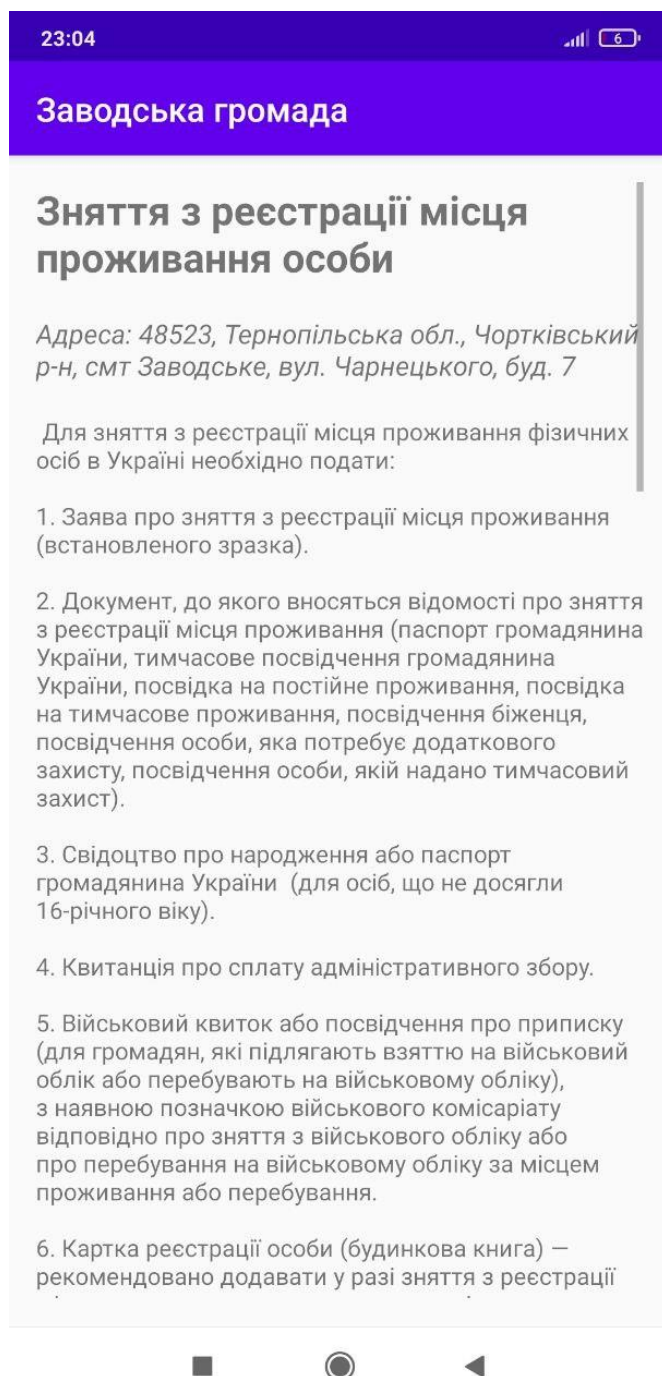 23:04
6
Заводська громада
Зняття з реєстрації місця
проживання особи
Адреса: 48523, Тернопільська обл., Чортківський
р-н, смт Заводське, вул. Чарнецького, буд. 7
Для зняття з реєстрації місця проживання фізичних
осіб в Україні необхідно подати:
1. Заява про зняття з реєстрації місця проживання
(встановленого зразка).
2. Документ, до якого вносяться відомості про зняття
з реєстрації місця проживання (паспорт громадянина
України, тимчасове посвідчення громадянина
України, посвідка на постійне проживання, посвідка
на тимчасове проживання, посвідчення біженця,
посвідчення особи, яка потребує додаткового
захисту, посвідчення особи, якій надано тимчасовий
захист).
3. Свідоцтво про народження або паспорт
громадянина України (для осіб, що не досягли
16-річного віку).
4. Квитанція про сплату адміністративного збору.
5. Військовий квиток або посвідчення про приписку
(для громадян, які підлягають взяттю на військовий
облік або перебувають на військовому обліку),
з наявною позначкою військового комісаріату
відповідно про зняття з військового обліку або
про перебування на військовому обліку за місцем
проживання або перебування.
6. Картка реєстрації особи (будинкова книга) —
рекомендовано додавати у разі зняття з реєстрації